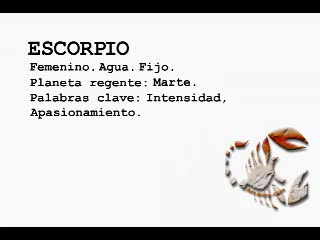 ESCORPIO
Femenino. Agua. Fijo.
Planeta regente: Marte.
Palabras clave: Intensidad,
Apasionamiento.